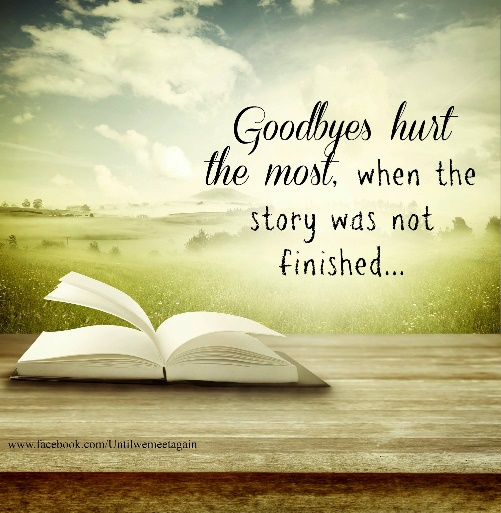 Goodbyes hurt
the most, when the
story was not
finished...
www.facebook.com/Untilwemeetagain